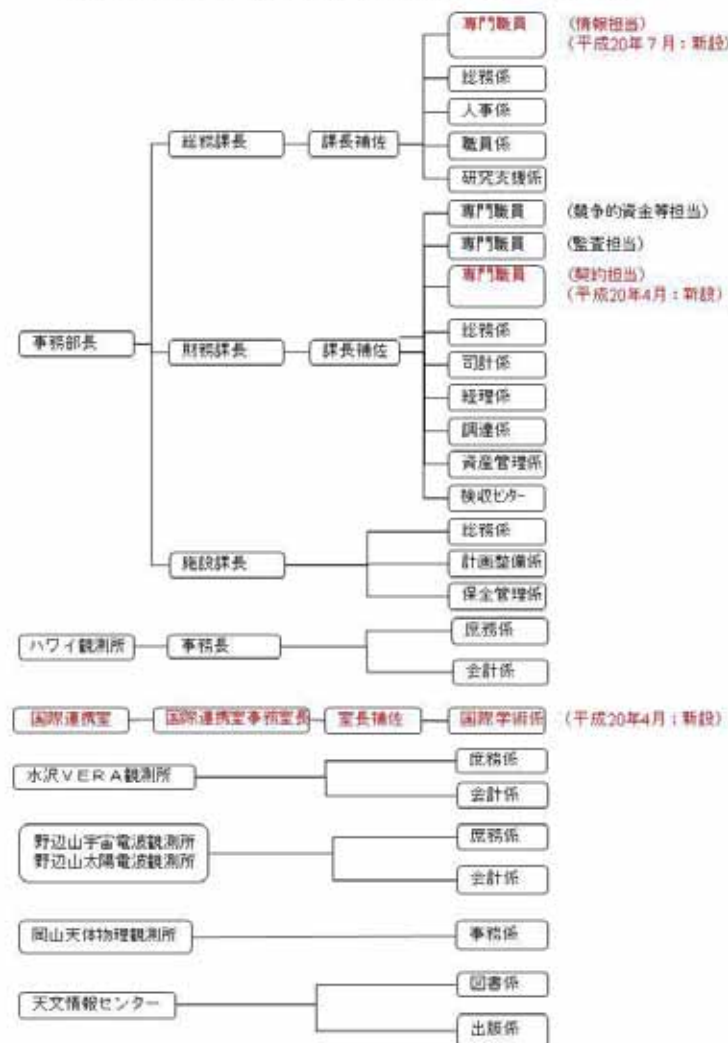 専門職員 (情報担当)
(平成20年7月:新設)
総務係
人事係
総務課長 課長補佐 職員係
研究支援係
専門職員 (競争的資金等担当)
専門職員 (監査担当)
専門職員 (契約担当)
(平成20年4月:新設)
総務係
事務部長 財務課長 課長補佐
司計係
経理係
調達係
資産管理係
検収センター
総務係
施設課長 計画整備係
保全管理係
庶務係
ハワイ観測所 事務長
会計係
国際連携室 国際連携室事務室長 室長補佐 国際学術係 (平成20年4月:新設)
庶務係
水沢VERA観測所
会計係
野辺山宇宙電波観測所 庶務係
野辺山太陽電波観測所
会計係
岡山天体物理観測所 事務係
図書係
天文情報センター
出版係